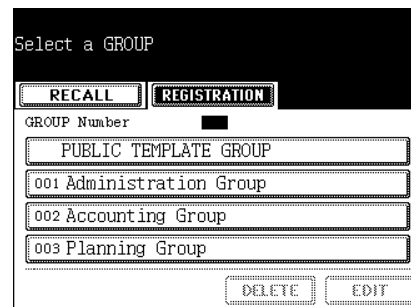 Select a GROUP
RECALL REGISTRATION
GROUP Number
PUBLIC TEMPLATE GROUP
001 Administration Group
002 Accounting Group
003 Planning Group
DELETE EDIT